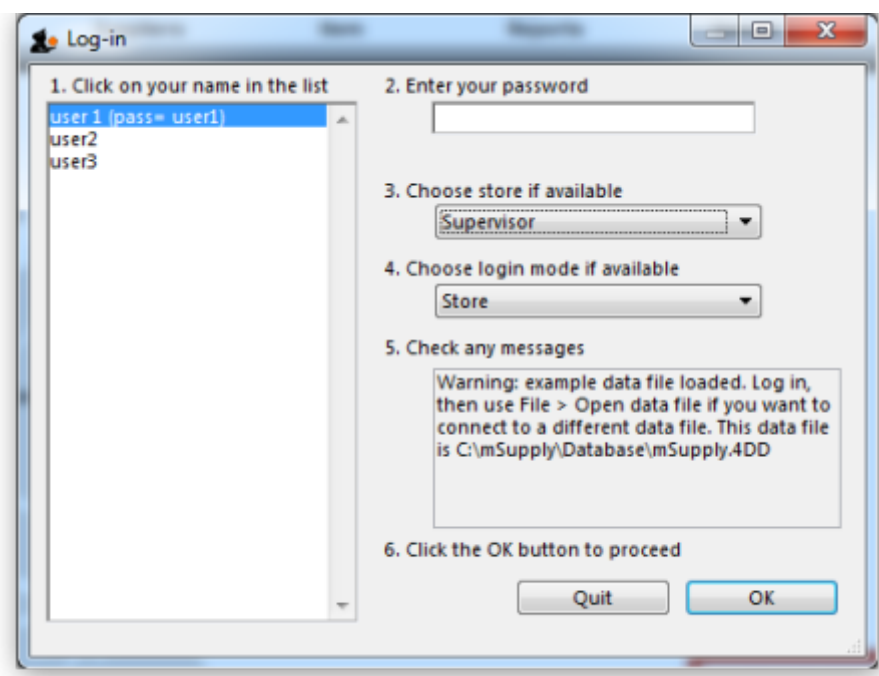 Log-in
1. Click on your name in the list
user 1 (pass= user1)
user2
user3
2. Enter your password
3. Choose store if available
Supervisor
4. Choose login mode if available
Store
5. Check any messages
Warning: example data file loaded. Log in,
then use File > Open data file if you want to
connect to a different data file. This data file
is C:\mSupply\Database\mSupply.4DD
6. Click the OK button to proceed
Quit
OK